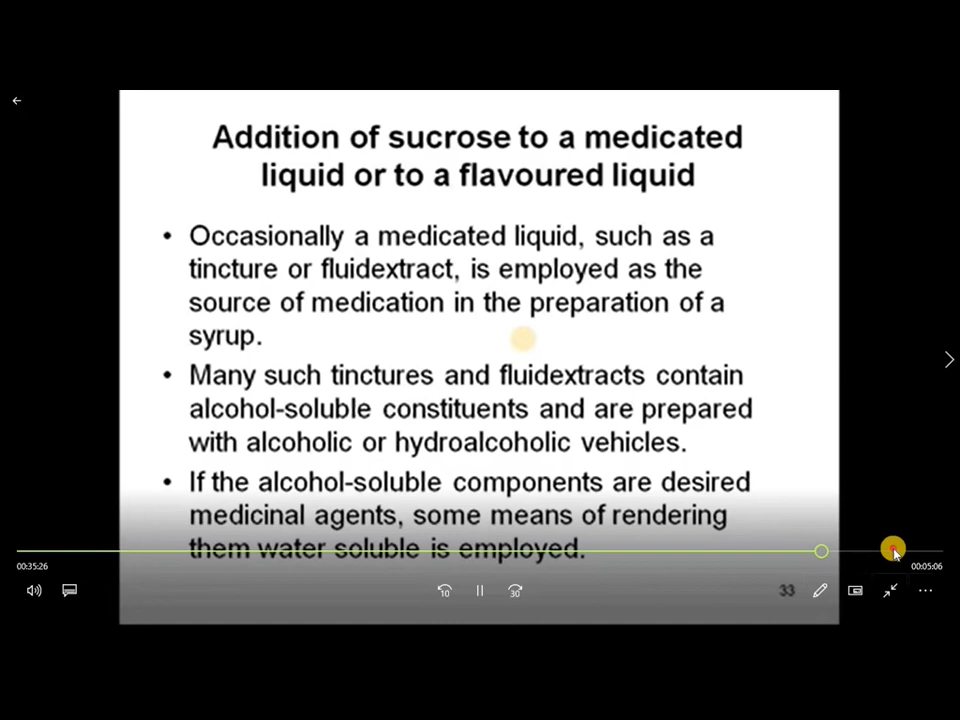 Addition of sucrose to a medicated
liquid or to a flavoured liquid
• Occasionally a medicated liquid, such as a
tincture or fluidextract, is employed as the
source of medication in the preparation of a
syrup.
• Many such tinctures and fluidextracts contain
alcohol-soluble constituents and are prepared
with alcoholic or hydroalcoholic vehicles.
• If the alcohol-soluble components are desired
medicinal agents, some means of rendering
them water soluble is employed.
00:35:26
00:05:06
10
30
33